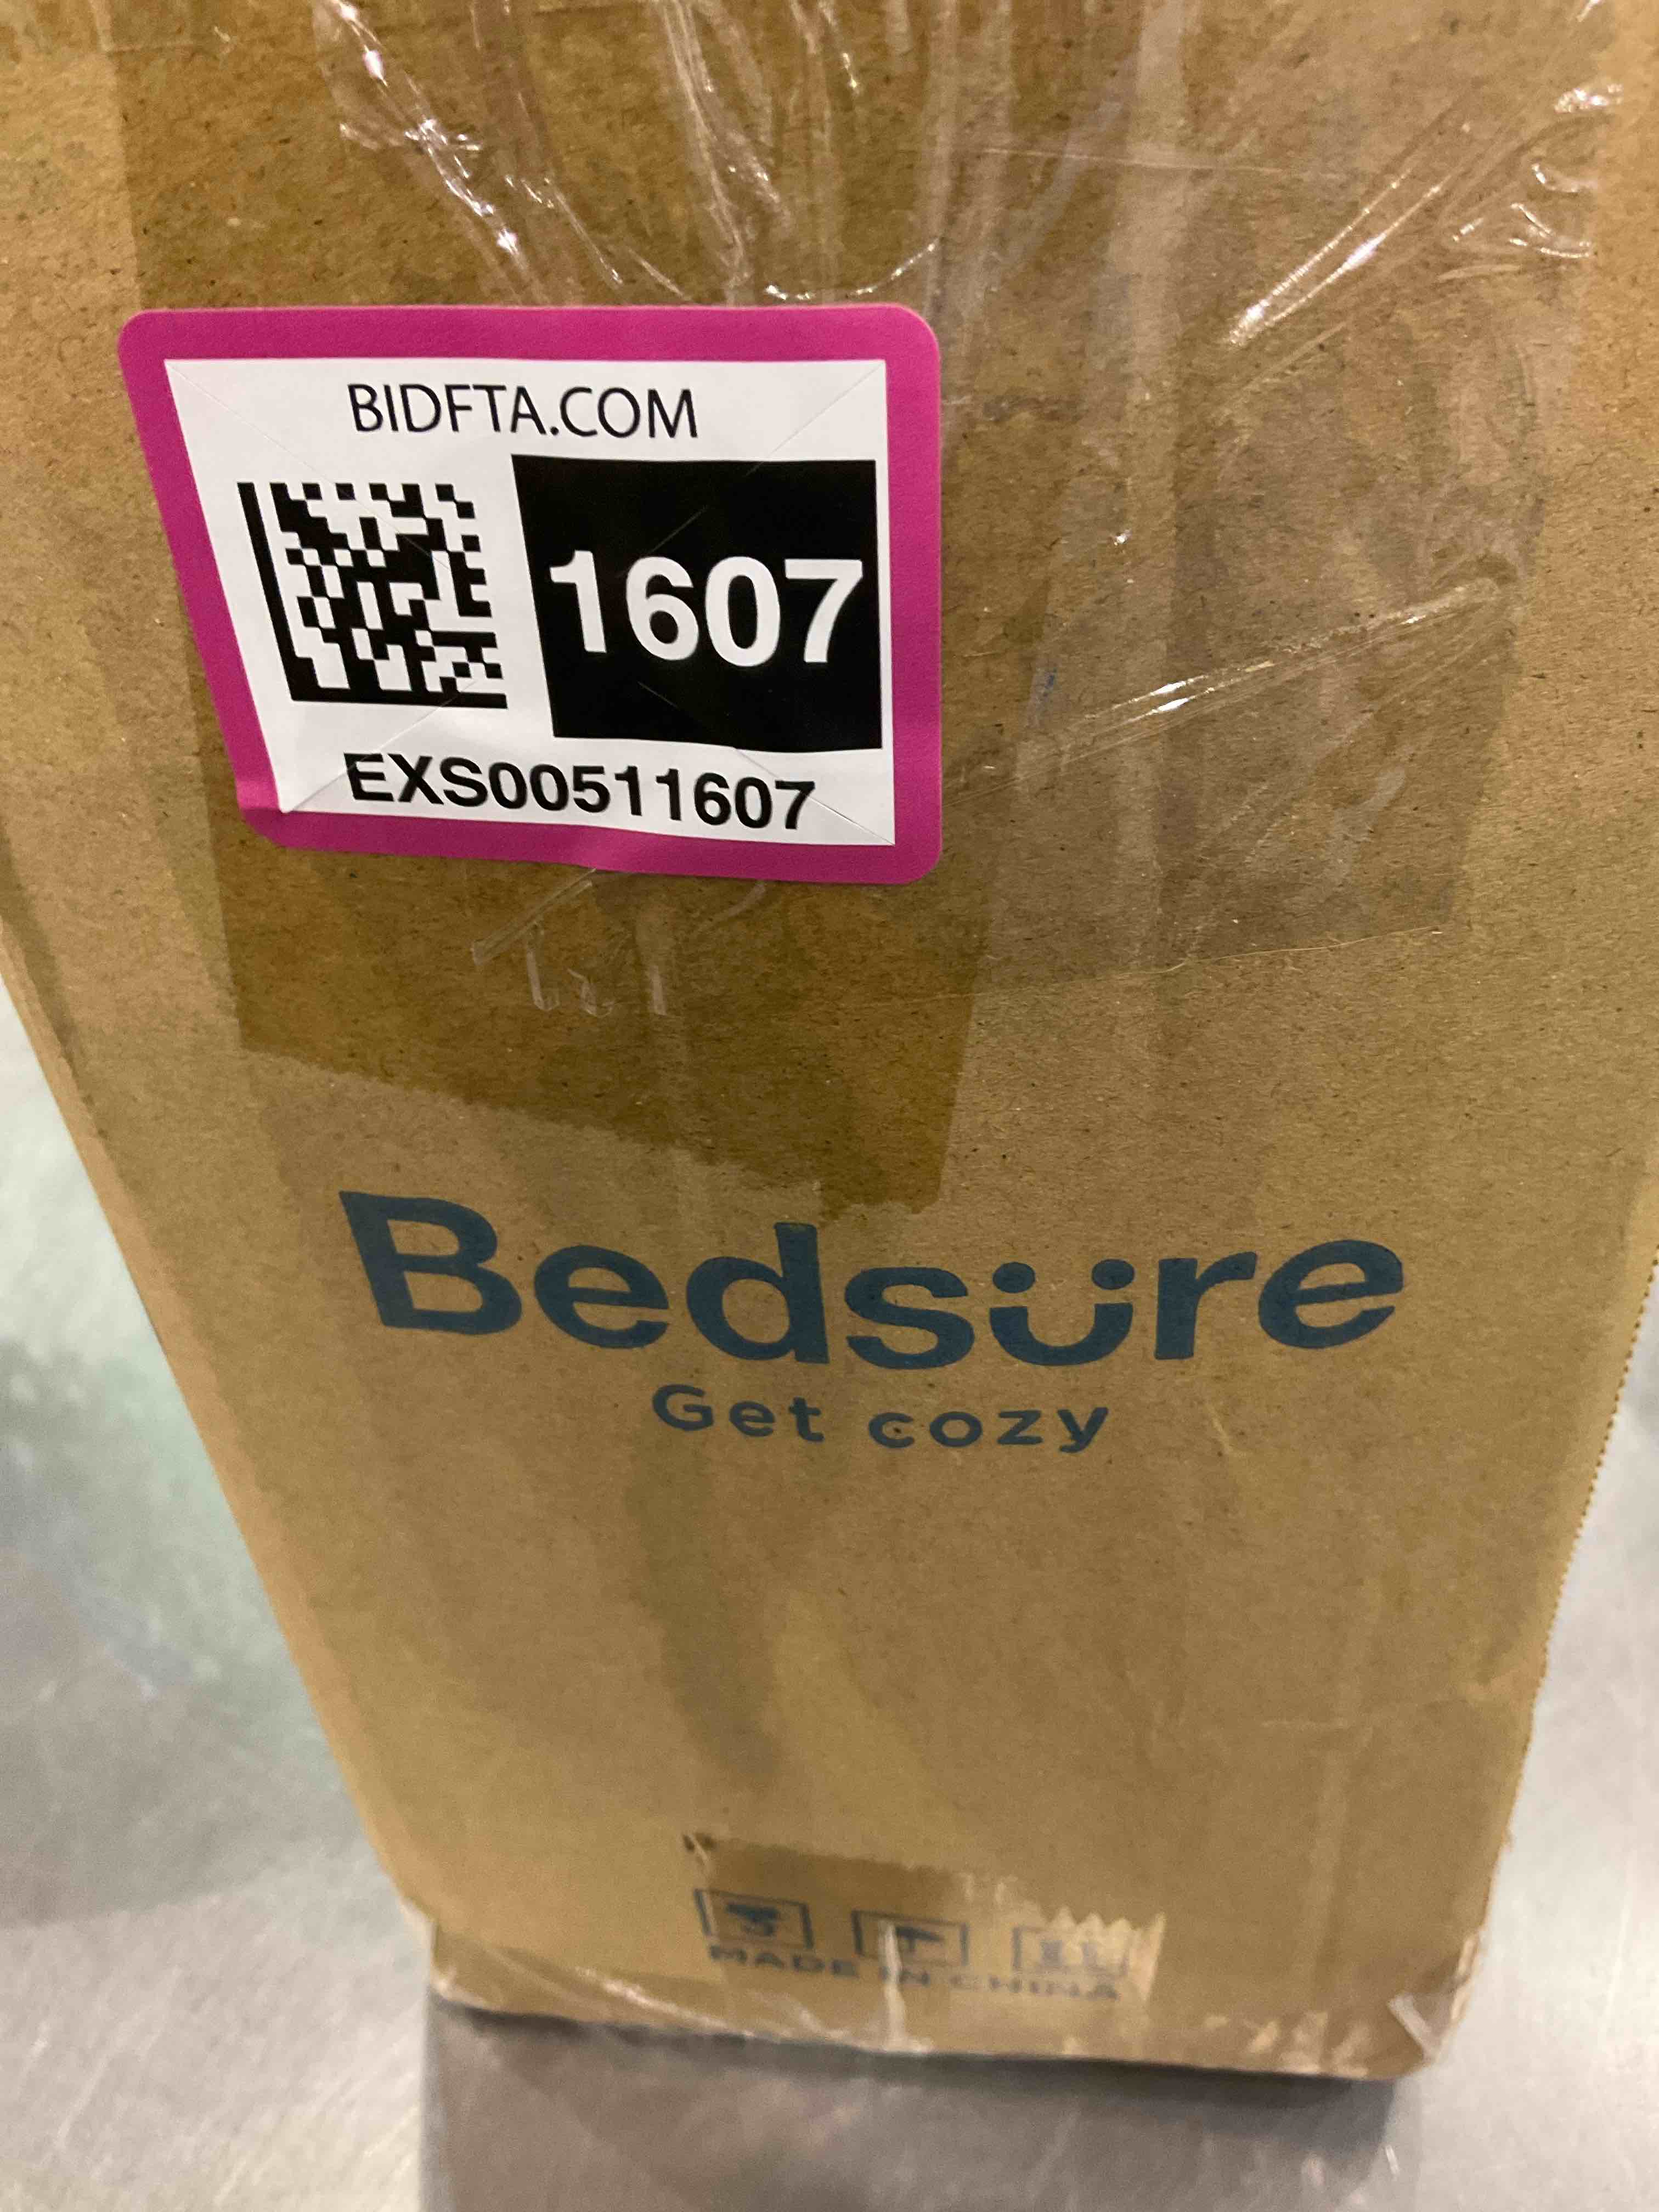 BIDFTA.COM
1607
EXS00511607
Bedsure
Get cozy
MADE IN CHINA